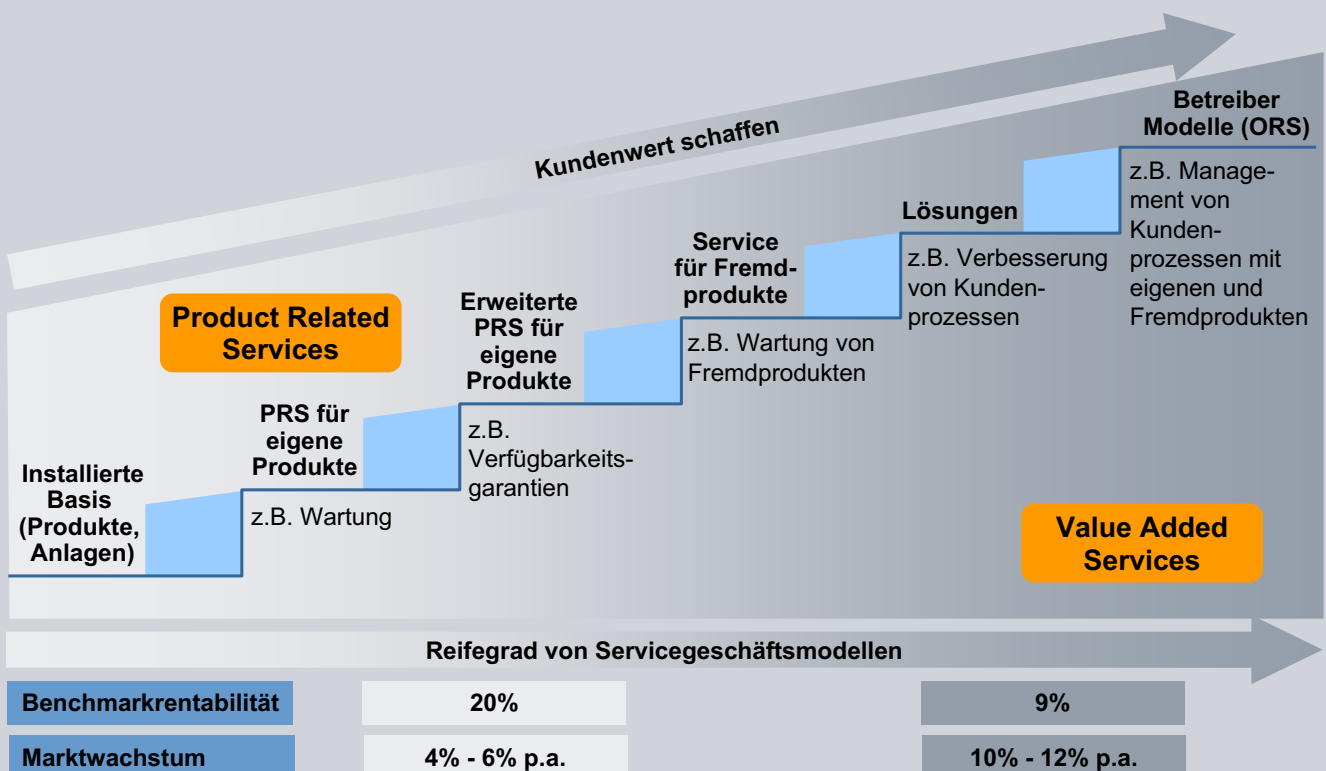 Kundenwert schaffen
Betreiber
Modelle (ORS)
z.B. Manage-
ment von
Kunden-
prozessen mit
eigenen und
Fremdprodukten
Lösungen
z.B. Verbesserung
von Kunden-
prozessen
Service
für Fremd-
produkte
z.B. Wartung von
Fremdprodukten
Erweiterte
PRS für
eigene
Produkte
z.B.
Verfügbarkeits-
garantien
Product Related
Services
PRS für
eigene
Produkte
z.B. Wartung
Installierte
Basis
(Produkte,
Anlagen)
Value Added
Services
Reifegrad von Servicegeschäftsmodellen
Benchmarkrentabilität
20%
9%
Marktwachstum
4% - 6% p.a.
10% - 12% p.a.